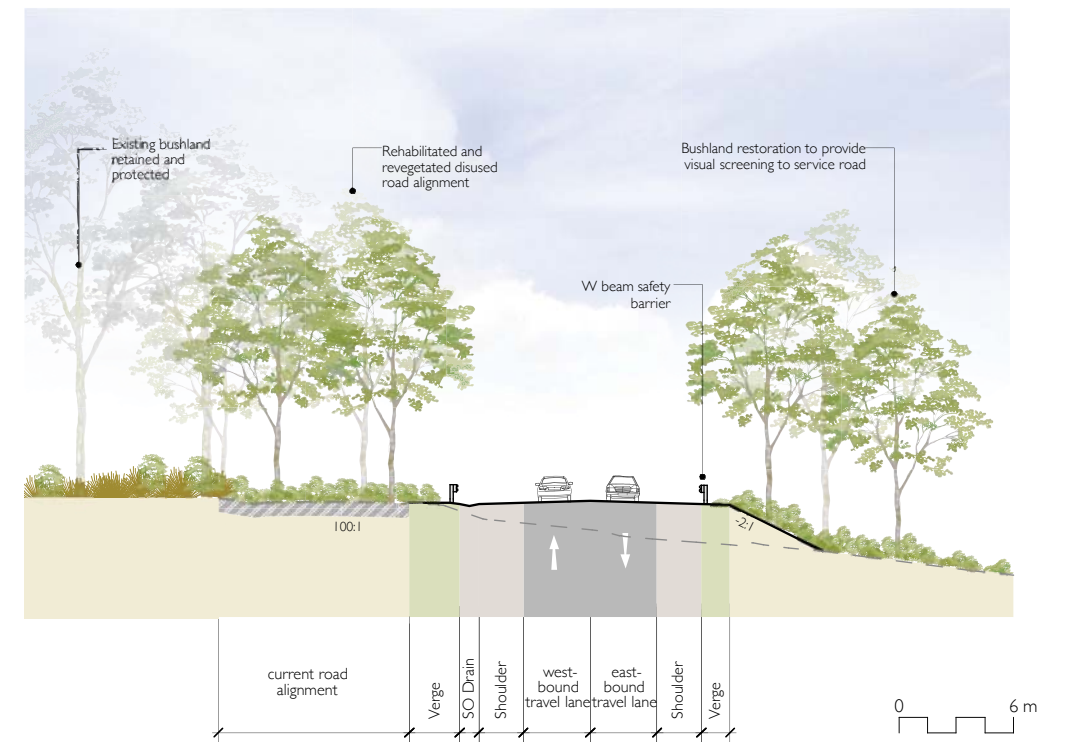 Existing bushland
retained and
protected
Rehabilitated and
revegetated disused
road alignment
Bushland restoration to provide
visual screening to service road
W beam safety
barrier
100:1
-2:1
current road
alignment
Verge
SO Drain
Shoulder
west-
bound
travel lane
east-
bound
travel lane
Shoulder
Verge
0
6 m